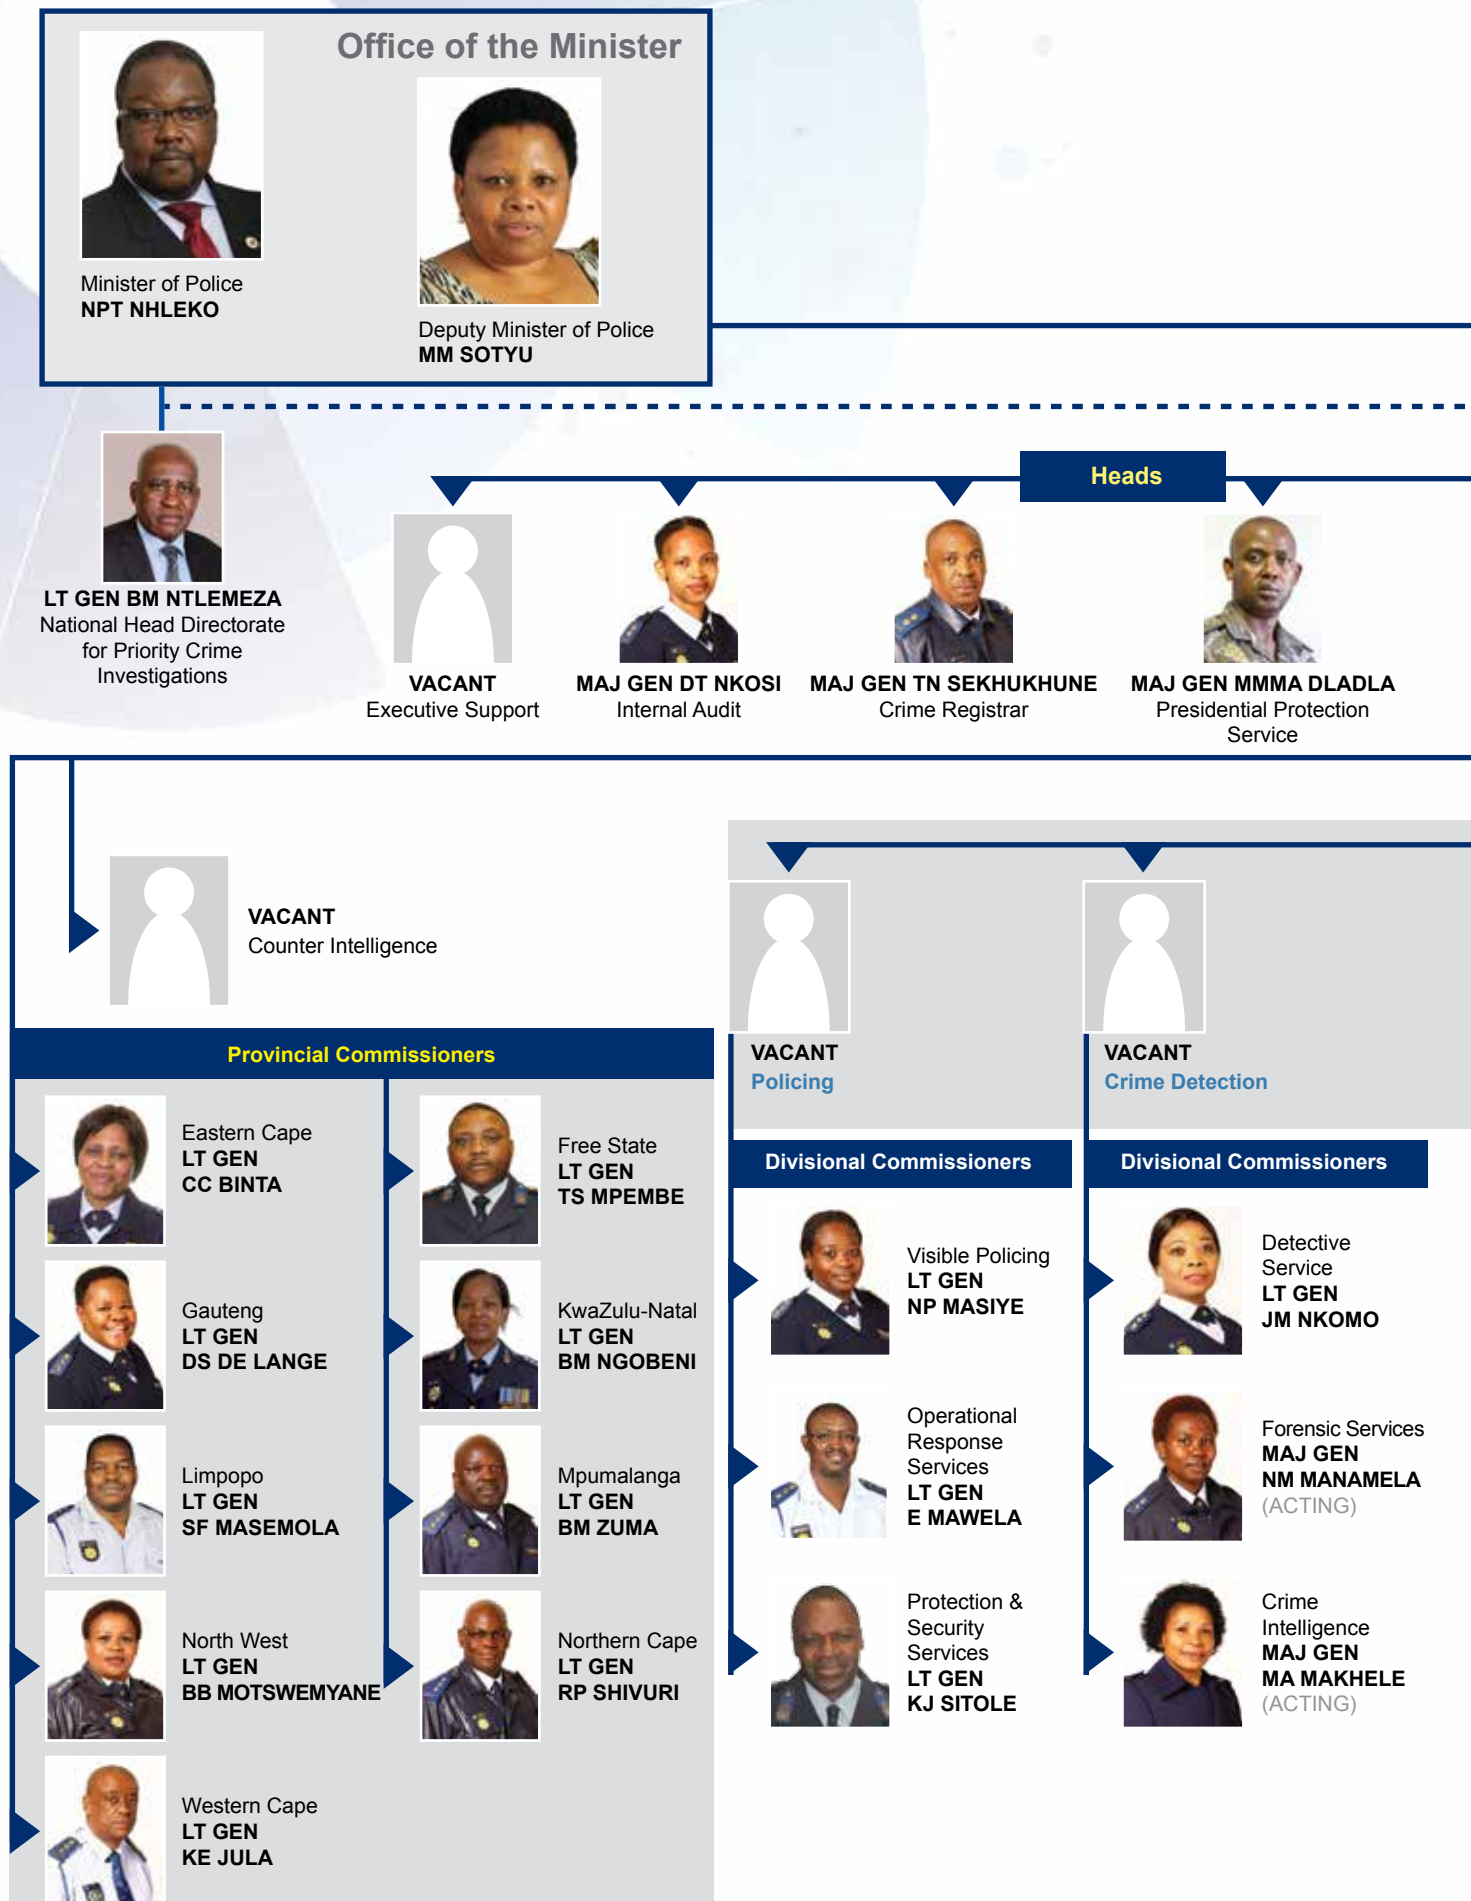 Office of the Minister
Minister of Police
NPT NHLEKO
Deputy Minister of Police
MM SOTYU
LT GEN BM NTLEMEZA
National Head Directorate
for Priority Crime
Investigations
Heads
VACANT
Executive Support
MAJ GEN DT NKOSI
Internal Audit
MAJ GEN TN SEKHUKHUNE
Crime Registrar
MAJ GEN MMMA DLADLA
Presidential Protection
Service
VACANT
Counter Intelligence
Provincial Commissioners
Eastern Cape
LT GEN
CC BINTA
Gauteng
LT GEN
DS DE LANGE
Limpopo
LT GEN
SF MASEMOLA
North West
LT GEN
BB MOTSWEMYANE
Western Cape
LT GEN
KE JULA
Free State
LT GEN
TS MPEMBE
KwaZulu-Natal
LT GEN
BM NGOBENI
Mpumalanga
LT GEN
BM ZUMA
Northern Cape
LT GEN
RP SHIVURI
VACANT
Policing
Divisional Commissioners
Visible Policing
LT GEN
NP MASIYE
Operational
Response
Services
LT GEN
E MAWELA
Protection &
Security
Services
LT GEN
KJ SITOLE
VACANT
Crime Detection
Divisional Commissioners
Detective
Service
LT GEN
JM NKOMO
Forensic Services
MAJ GEN
NM MANAMELA
(ACTING)
Crime
Intelligence
MAJ GEN
MA MAKHELE
(ACTING)